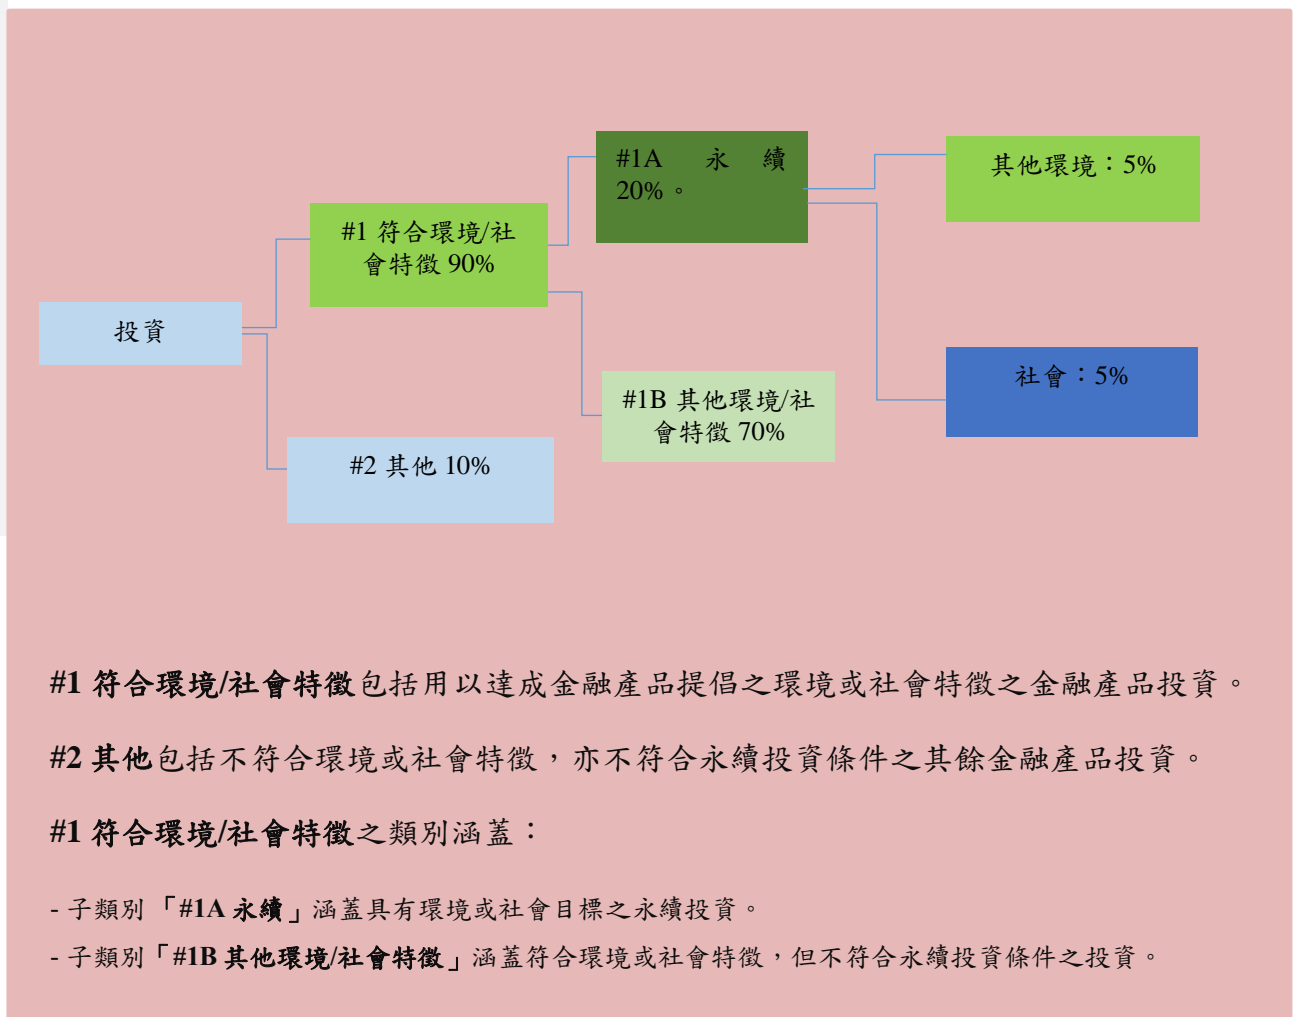 投資
#1 符合環境/社
會特徵 90%
#2 其他 10%
#1A 永續
20%。
#1B 其他環境/社
會特徵 70%
其他環境：5%
社會：5%
#1 符合環境/社會特徵包括用以達成金融產品提倡之環境或社會特徵之金融產品投資。
#2 其他包括不符合環境或社會特徵，亦不符合永續投資條件之其餘金融產品投資。
#1 符合環境/社會特徵之類別涵蓋：
- 子類別「#1A 永續」涵蓋具有環境或社會目標之永續投資。
- 子類別「#1B 其他環境/社會特徵」涵蓋符合環境或社會特徵，但不符合永續投資條件之投資。